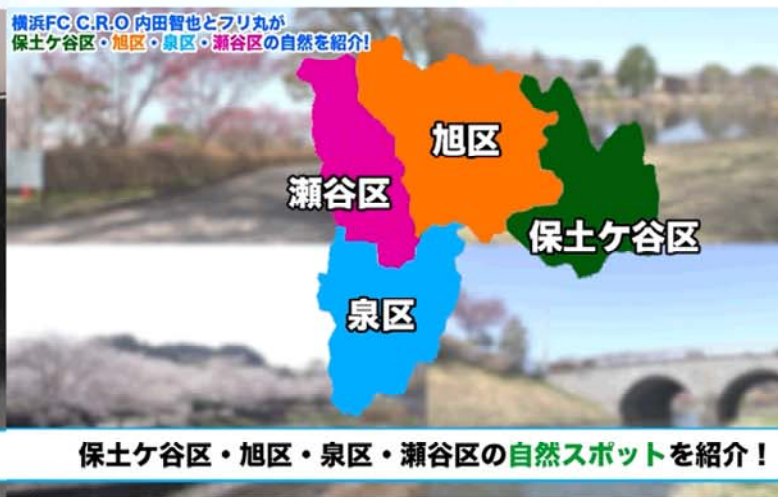 横浜FC C.R.O 内田智也とフリ丸が
保土ケ谷区・旭区・泉区・瀬谷区の自然を紹介!
旭区
瀬谷区
保土ケ谷区
泉区
保土ケ谷区・旭区・泉区・瀬谷区の自然スポットを紹介！